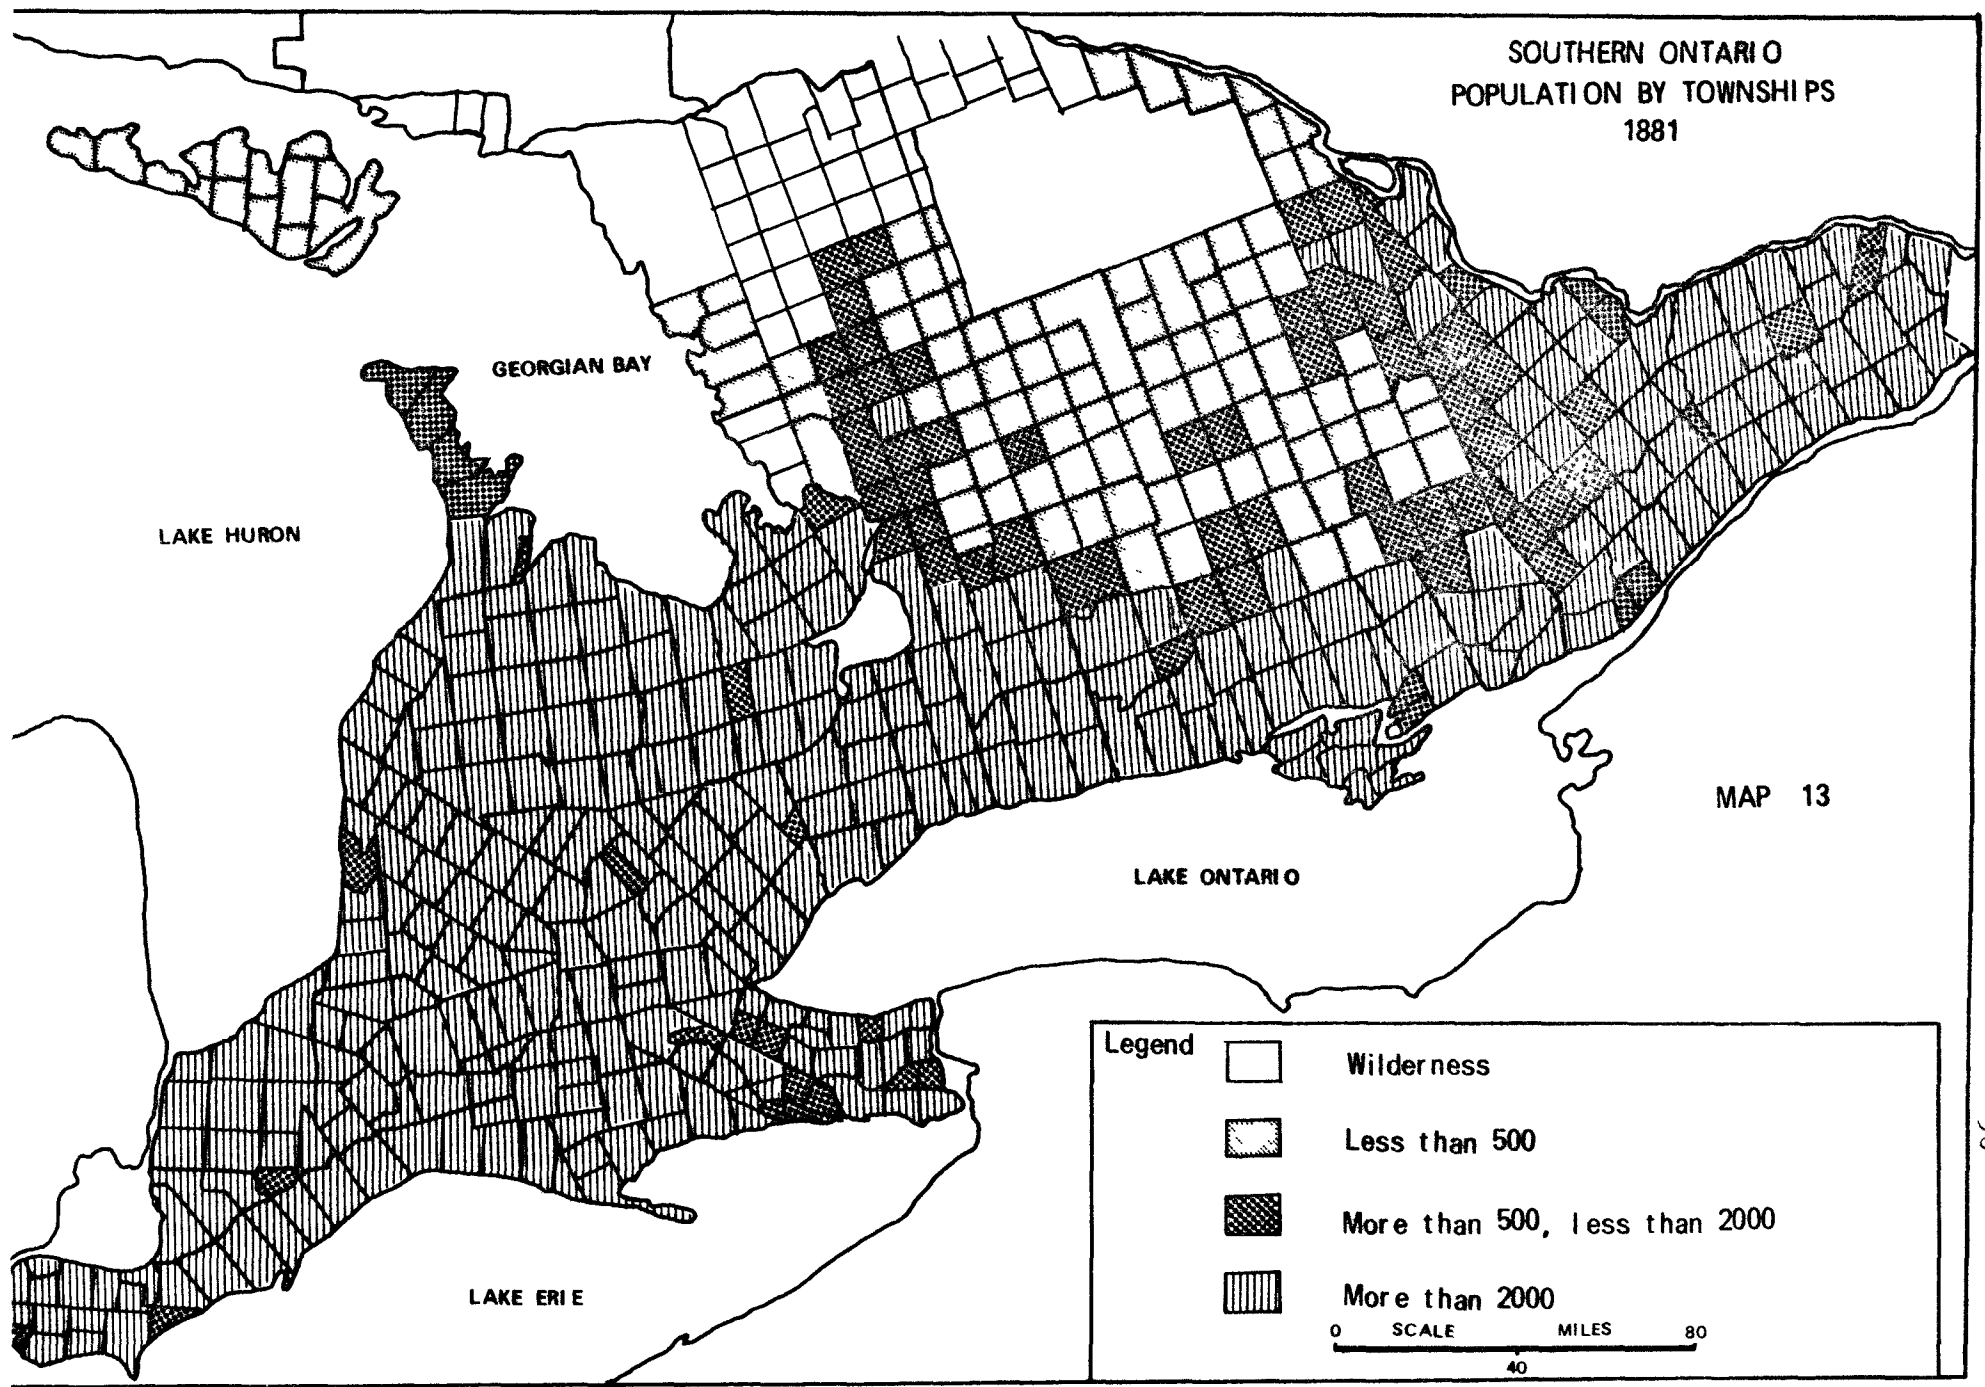 SOUTHERN ONTARIO
POPULATION BY TOWNSHIPS
1881
GEORGIAN BAY
LAKE HURON
MAP 13
LAKE ONTARIO
Legend
Wilderness
Less than 500
More than 500, less than 2000
More than 2000
0 SCALE MILES 80
40
LAKE ERIE